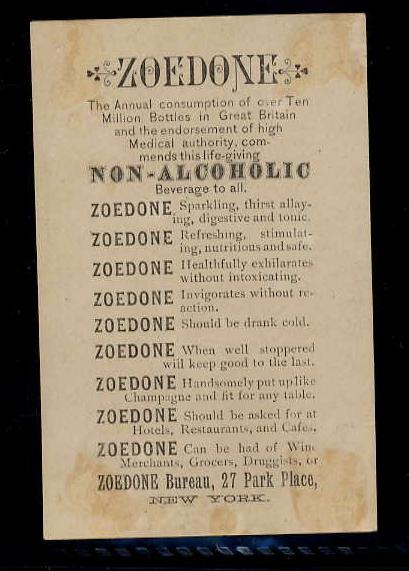 ZOEDONE
The Annual consumption of over Ten
Million Bottles in Great Britain
and the endorsement of high
Medical authority, com-
mends this life-giving
NON-ALCOHOLIC
Beverage to all.
ZOEDONE Sparkling, thirst allay-
ing, digestive and tonic.
ZOEDONE Refreshing, stimulat-
ing, nutritious and safe.
ZOEDONE Healthfully exhilarates
without intoxicating.
ZOEDONE Invigorates without re-
action.
ZOEDONE Should be drank cold.
ZOEDONE When well stoppered
will keep good to the last.
ZOEDONE Handsomely put up like
Champagne and fit for any table.
ZOEDONE Should be asked for at
Hotels, Restaurants, and Cafes.
ZOEDONE Can be had of Wine
Merchants, Grocers, Druggists, or
ZOEDONE Bureau, 27 Park Place,
NEW YORK.